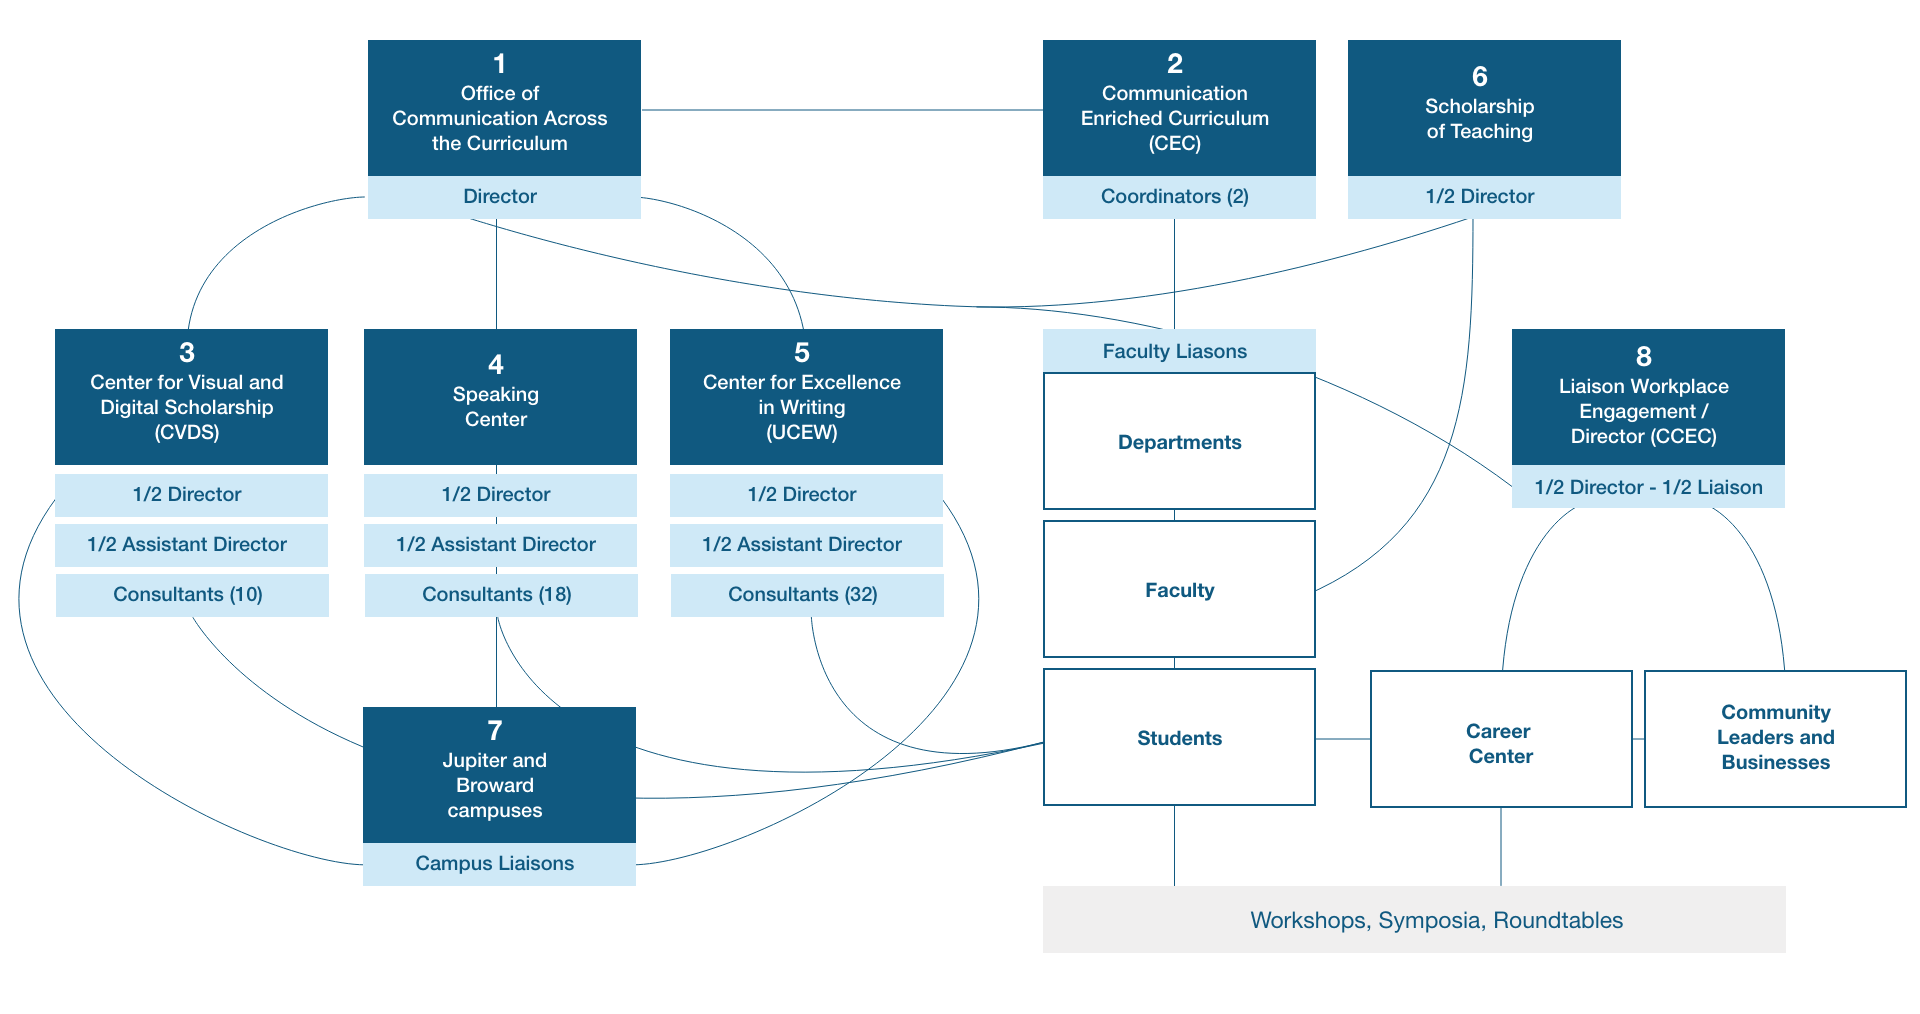 1
Office of
Communication Across
the Curriculum
Director
2
Communication
Enriched Curriculum
(CEC)
Coordinators (2)
6
Scholarship
of Teaching
1/2 Director
3
Center for Visual and
Digital Scholarship
(CVDS)
1/2 Director
1/2 Assistant Director
Consultants (10)
4
Speaking
Center
1/2 Director
1/2 Assistant Director
Consultants (18)
5
Center for Excellence
in Writing
(UCEW)
1/2 Director
1/2 Assistant Director
Consultants (32)
Faculty Liasons
Departments
Faculty
Students
8
Liaison Workplace
Engagement /
Director (CCEC)
1/2 Director - 1/2 Liaison
7
Jupiter and
Broward
campuses
Campus Liaisons
Career
Center
Community
Leaders and
Businesses
Workshops, Symposia, Roundtables